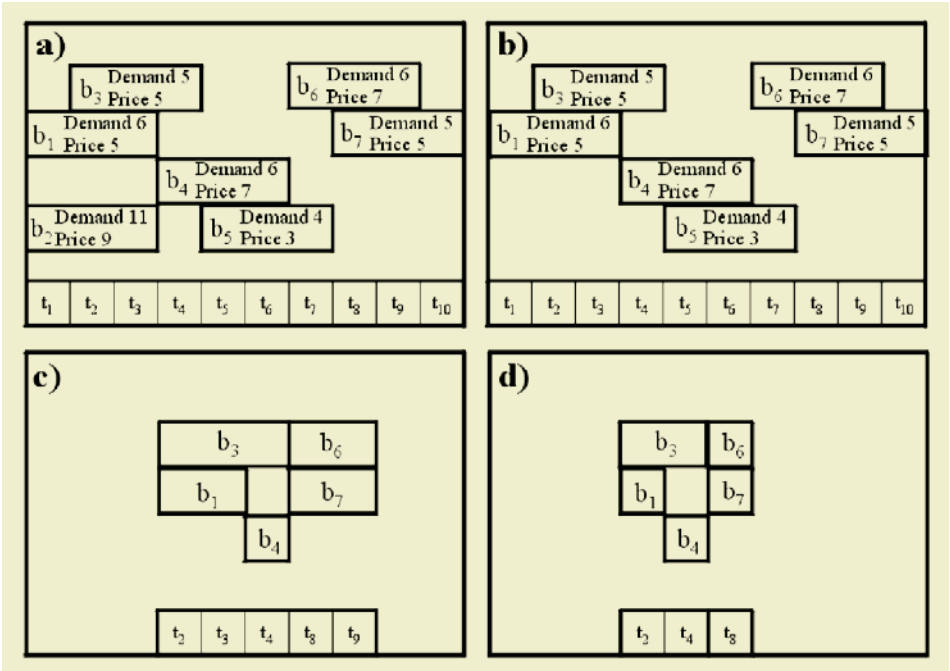 a)
Demand 5
b3 Price 5
Demand 6
b6 Price 7
Demand 6
b1 Price 5
Demand 5
b7 Price 5
Demand 6
b4 Price 7
Demand 11
b2 Price 9
Demand 4
b5 Price 3
t1 t2 t3 t4 t5 t6 t7 t8 t9 t10
b)
Demand 5
b3 Price 5
Demand 6
b6 Price 7
Demand 6
b1 Price 5
Demand 5
b7 Price 5
Demand 6
b4 Price 7
Demand 4
b5 Price 3
t1 t2 t3 t4 t5 t6 t7 t8 t9 t10
c)
b3 b6
b1 b7
b4
t2 t3 t4 t8 t9
d)
b3 b6
b1 b7
b4
t2 t4 t8